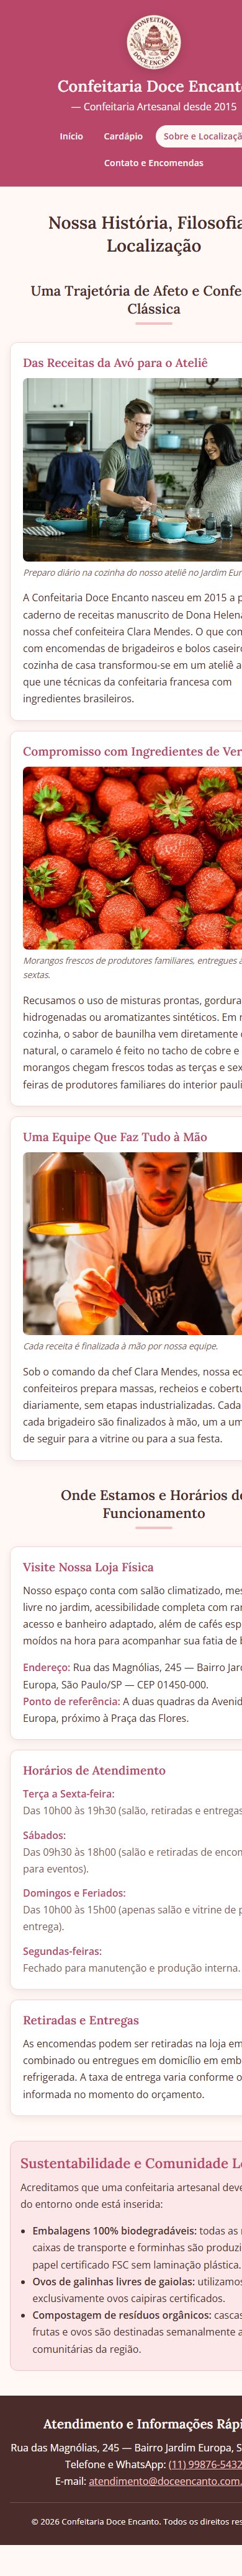 CONFEITARIA
DOCE ENCANTO
Confeitaria Doce Encanto
— Confeitaria Artesanal desde 2015
Início Cardápio Sobre e Localizaçã
Contato e Encomendas
Nossa História, Filosofia
Localização
Uma Trajetória de Afeto e Confe
Clássica
Das Receitas da Avó para o Ateliê
Preparo diário na cozinha do nosso ateliê no Jardim Eur
A Confeitaria Doce Encanto nasceu em 2015 a p
caderno de receitas manuscrito de Dona Helena
nossa chef confeiteira Clara Mendes. O que com
com encomendas de brigadeiros e bolos caseiro
cozinha de casa transformou-se em um ateliê a
que une técnicas da confeitaria francesa com
ingredientes brasileiros.
Compromisso com Ingredientes de Ver
Morangos frescos de produtores familiares, entregues à
sextas.
Recusamos o uso de misturas prontas, gordura
hidrogenadas ou aromatizantes sintéticos. Em n
cozinha, o sabor de baunilha vem diretamente d
natural, o caramelo é feito no tacho de cobre e
morangos chegam frescos todas as terças e sex
feiras de produtores familiares do interior pauli
Uma Equipe Que Faz Tudo à Mão
Cada receita é finalizada à mão por nossa equipe.
Sob o comando da chef Clara Mendes, nossa eq
confeiteiros prepara massas, recheios e cobertu
diariamente, sem etapas industrializadas. Cada
cada brigadeiro são finalizados à mão, um a um
de seguir para a vitrine ou para a sua festa.
Onde Estamos e Horários de
Funcionamento
Visite Nossa Loja Física
Nosso espaço conta com salão climatizado, mes
livre no jardim, acessibilidade completa com ra
acesso e banheiro adaptado, além de cafés esp
moídos na hora para acompanhar sua fatia de b
Endereço: Rua das Magnólias, 245 — Bairro Jard
Europa, São Paulo/SP — CEP 01450-000.
Ponto de referência: A duas quadras da Avenid
Europa, próximo à Praça das Flores.
Horários de Atendimento
Terça a Sexta-feira:
Das 10h00 às 19h30 (salão, retiradas e entregas
Sábados:
Das 09h30 às 18h00 (salão e retiradas de encom
para eventos).
Domingos e Feriados:
Das 10h00 às 15h00 (apenas salão e vitrine de p
entrega).
Segundas-feiras:
Fechado para manutenção e produção interna.
Retiradas e Entregas
As encomendas podem ser retiradas na loja em
combinado ou entregues em domicílio em emb
refrigerada. A taxa de entrega varia conforme o
informada no momento do orçamento.
Sustentabilidade e Comunidade Lo
Acreditamos que uma confeitaria artesanal deve
do entorno onde está inserida:
• Embalagens 100% biodegradáveis: todas as n
caixas de transporte e forminhas são produzi
papel certificado FSC sem laminação plástica.
• Ovos de galinhas livres de gaiolas: utilizamos
exclusivamente ovos caipiras certificados.
• Compostagem de resíduos orgânicos: cascas
frutas e ovos são destinadas semanalmente a
comunitárias da região.
Atendimento e Informações Rápi
Rua das Magnólias, 245 — Bairro Jardim Europa, S
Telefone e WhatsApp: (11) 99876-5432
E-mail: atendimento@doceencanto.com.
© 2026 Confeitaria Doce Encanto. Todos os direitos res